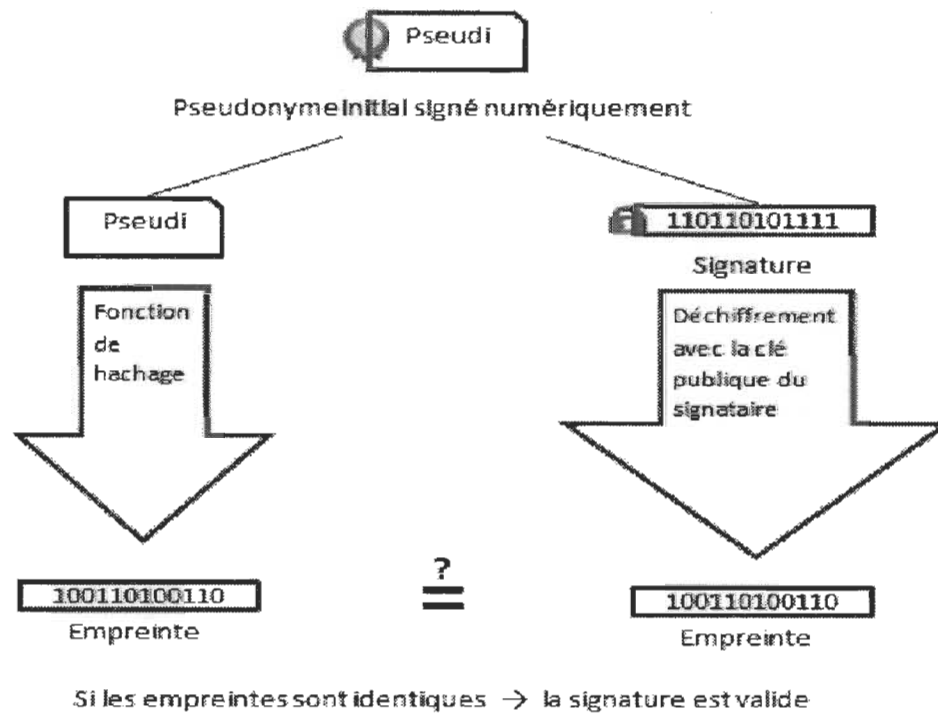 Pseudi
Pseudonyme initial signé numériquement
Pseudi
110110101111
Signature
Fonction
de
hachage
Déchiffrement
avec la clé
publique du
signataire
?
=
100110100110
Empreinte
100110100110
Empreinte
Si les empreintes sont identiques → la signature est valide